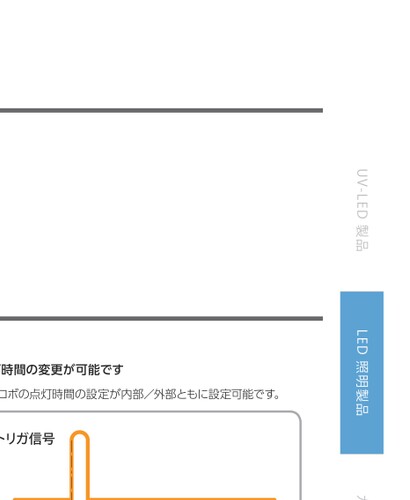 UV-LED 製品
LED 照明製品
時間の変更が可能です
コボの点灯時間の設定が内部／外部ともに設定可能です。
トリガ信号